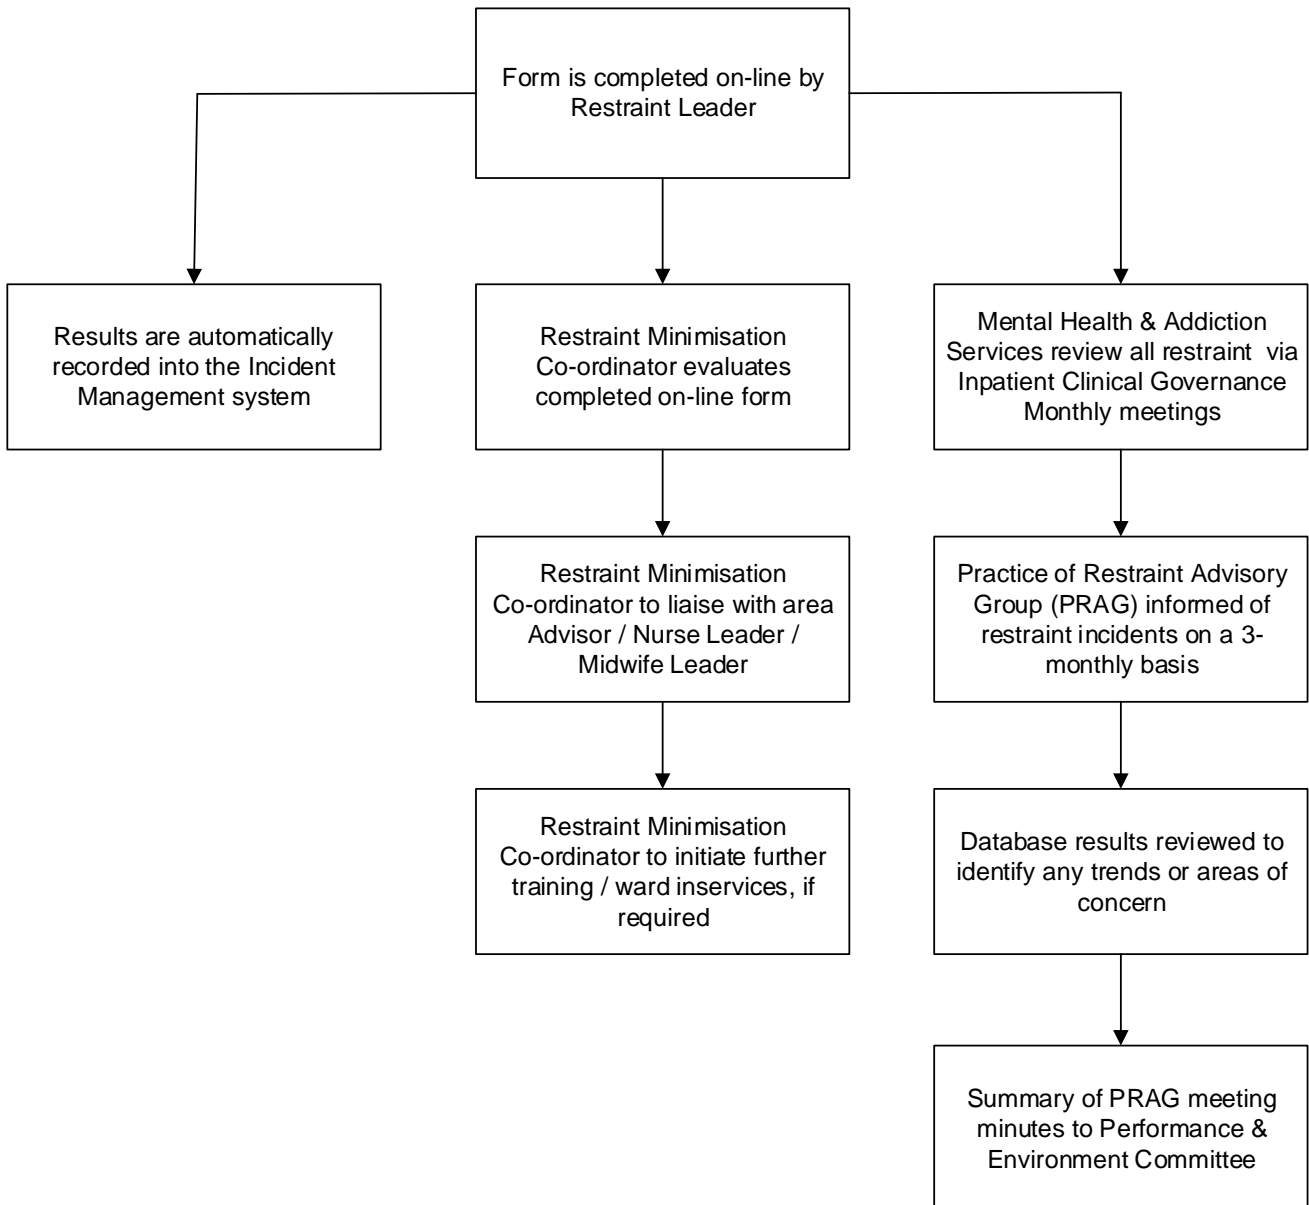 Form is completed on-line by
Restraint Leader
Results are automatically
recorded into the Incident
Management system
Restraint Minimisation
Co-ordinator evaluates
completed on-line form
Mental Health & Addiction
Services review all restraint  via
Inpatient Clinical Governance
Monthly meetings
Restraint Minimisation
Co-ordinator to liaise with area
Advisor / Nurse Leader /
Midwife Leader
Practice of Restraint Advisory
Group (PRAG) informed of
restraint incidents on a 3-
monthly basis
Restraint Minimisation
Co-ordinator to initiate further
training / ward inservices, if
required
Database results reviewed to
identify any trends or areas of
concern
Summary of PRAG meeting
minutes to Performance &
Environment Committee